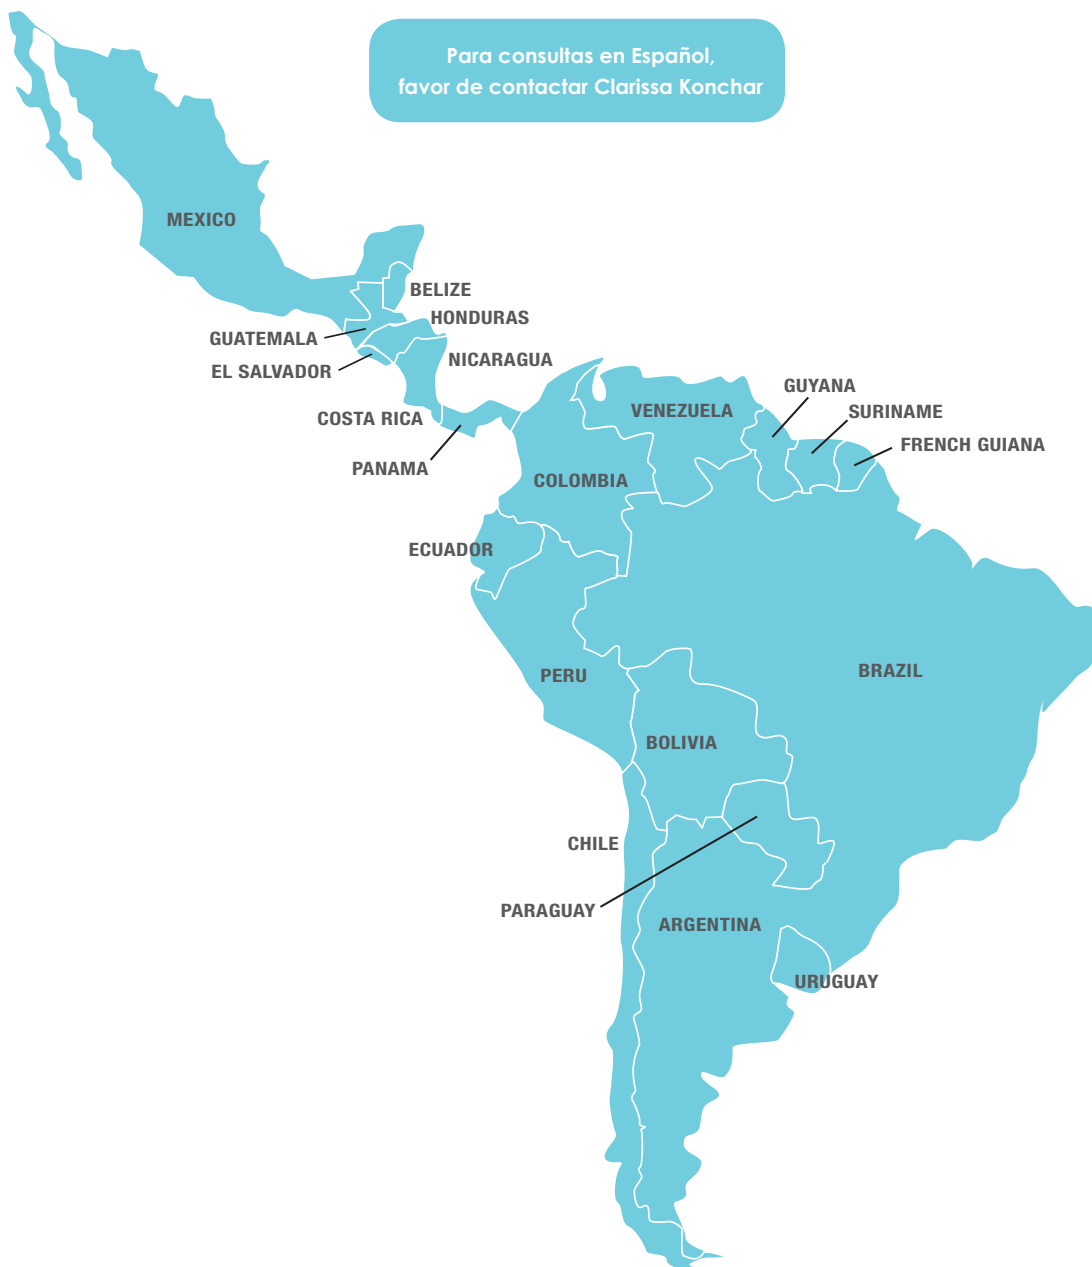 Para consultas en Español,
favor de contactar Clarissa Konchar
MEXICO
BELIZE
HONDURAS
GUATEMALA
NICARAGUA
EL SALVADOR
GUYANA
VENEZUELA
SURINAME
COSTA RICA
FRENCH GUIANA
PANAMA
COLOMBIA
ECUADOR
BRAZIL
PERU
BOLIVIA
CHILE
PARAGUAY
ARGENTINA
URUGUAY